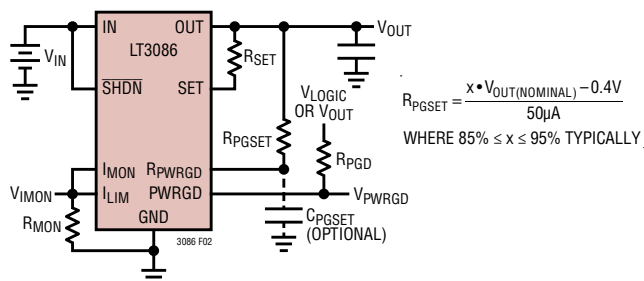 IN
OUT
V_OUT
LT3086
R_SET
V_IN
SHDN
SET
V_LOGIC
OR V_OUT
R_PGSET = x•V_OUT(NOMINAL) –0.4V
50µA
WHERE 85% ≤ x ≤ 95% TYPICALLY
R_PGSET
R_PGD
I_MON
R_PWRGD
V_IMON
I_LIM
PWRGD
V_PWRGD
R_MON
GND
C_PGSET
(OPTIONAL)
3086 F02